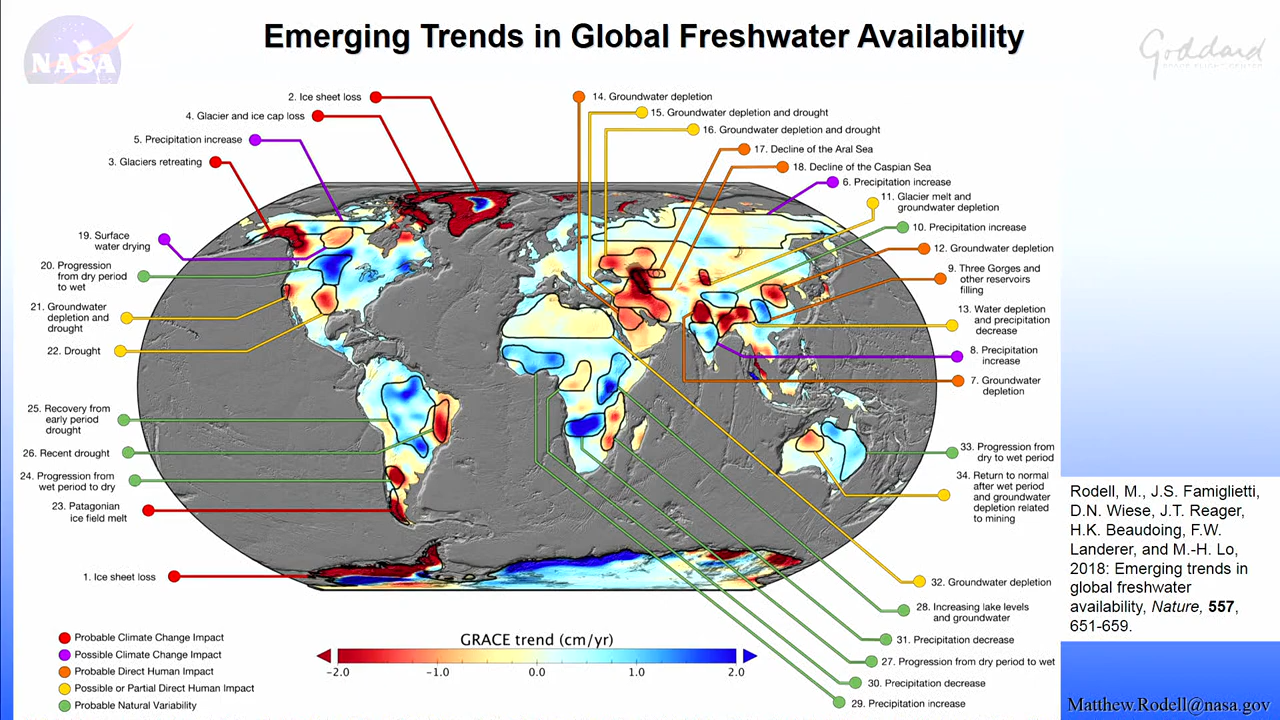 Emerging Trends in Global Freshwater Availability
NASA
Goddard
SPACE FLIGHT CENTER
2. Ice sheet loss
4. Glacier and ice cap loss
5. Precipitation increase
3. Glaciers retreating
19. Surface
water drying
20. Progression
from dry period
to wet
21. Groundwater
depletion and
drought
22. Drought
25. Recovery from
early period
drought
26. Recent drought
24. Progression from
wet period to dry
23. Patagonian
ice field melt
1. Ice sheet loss
14. Groundwater depletion
15. Groundwater depletion and drought
16. Groundwater depletion and drought
17. Decline of the Aral Sea
18. Decline of the Caspian Sea
6. Precipitation increase
11. Glacier melt and
groundwater depletion
10. Precipitation increase
12. Groundwater depletion
9. Three Gorges and
other reservoirs
filling
13. Water depletion
and precipitation
decrease
8. Precipitation
increase
7. Groundwater
depletion
33. Progression from
dry to wet period
34. Return to normal
after wet period
and groundwater
depletion related
to mining
32. Groundwater depletion
28. Increasing lake levels
and groundwater
31. Precipitation decrease
27. Progression from dry period to wet
30. Precipitation decrease
29. Precipitation increase
Probable Climate Change Impact
Possible Climate Change Impact
Probable Direct Human Impact
Possible or Partial Direct Human Impact
Probable Natural Variability
GRACE trend (cm/yr)
−2.0 −1.0 0.0 1.0 2.0
Rodell, M., J.S. Famiglietti,
D.N. Wiese, J.T. Reager,
H.K. Beaudoing, F.W.
Landerer, and M.-H. Lo,
2018: Emerging trends in
global freshwater
availability, Nature, 557,
651-659.
Matthew.Rodell@nasa.gov